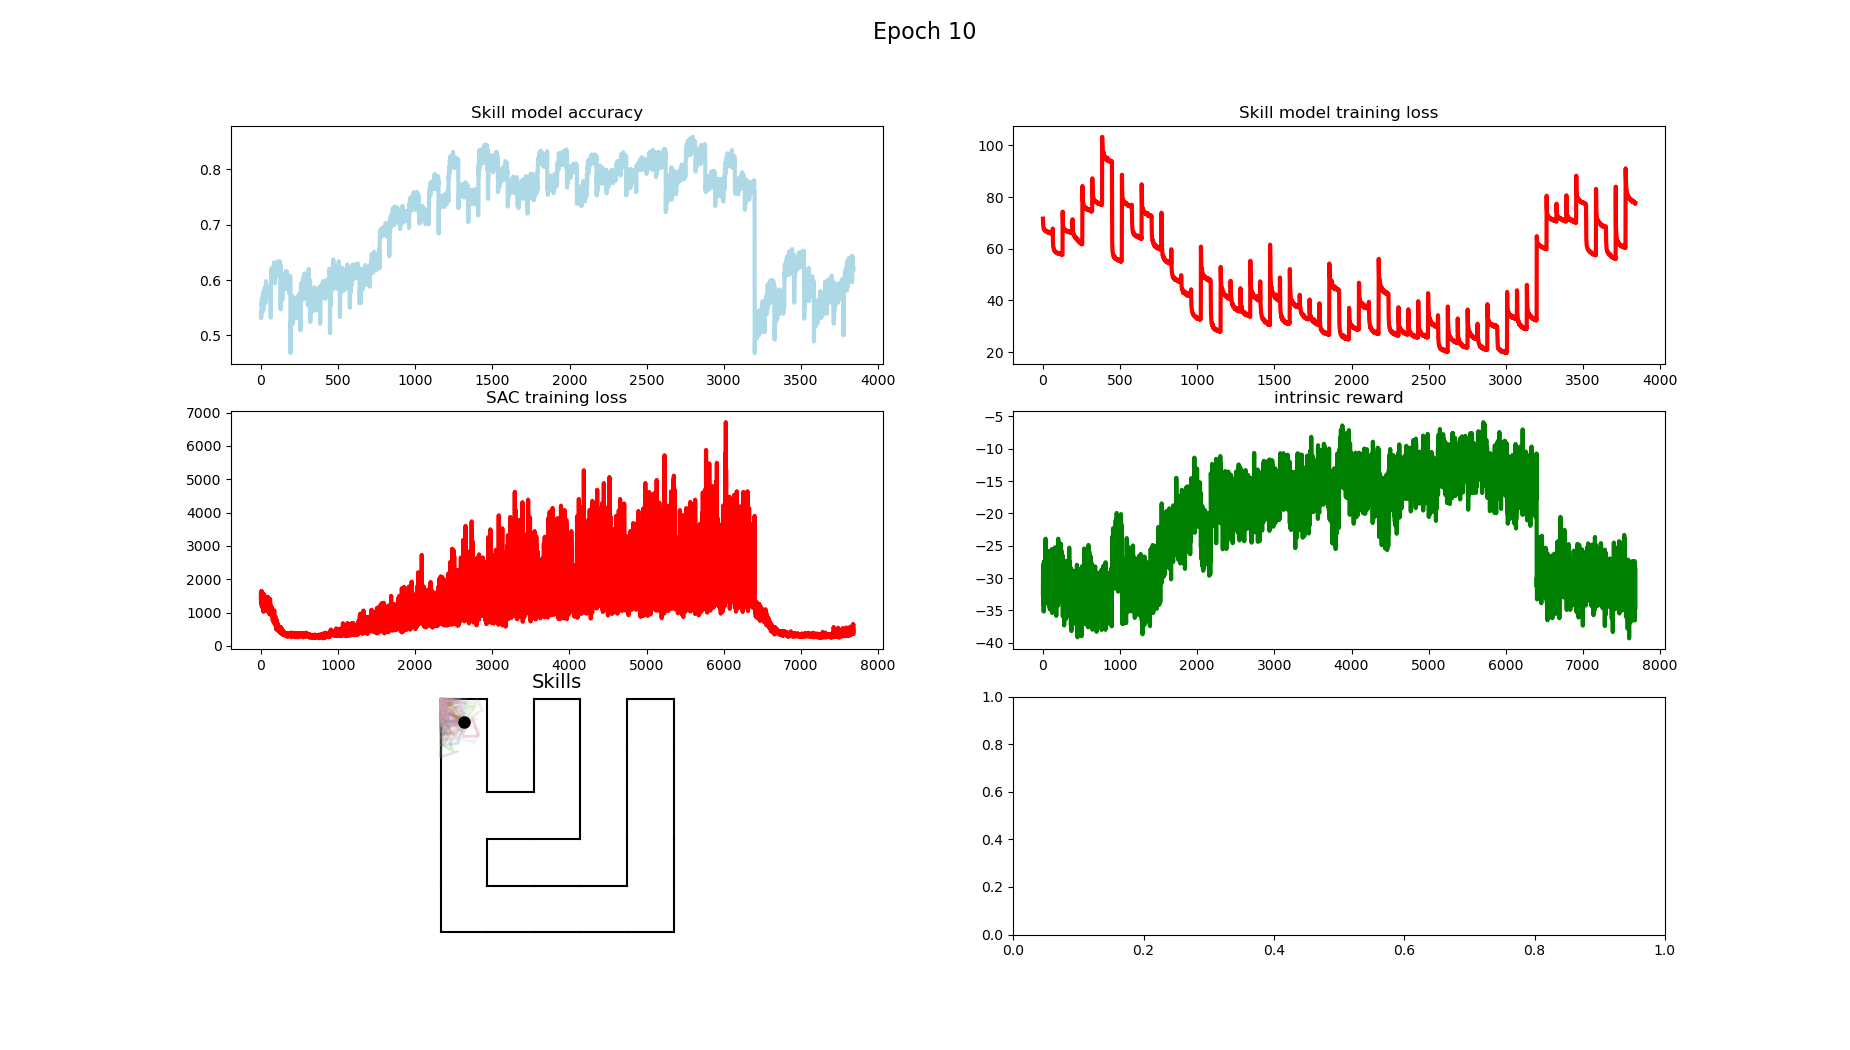 Epoch 10
Skill model accuracy
0.8
0.7
0.6
0.5
0 500 1000 1500 2000 2500 3000 3500 4000
Skill model training loss
100
80
60
40
20
0 500 1000 1500 2000 2500 3000 3500 4000
SAC training loss
7000
6000
5000
4000
3000
2000
1000
0
0 1000 2000 3000 4000 5000 6000 7000 8000
intrinsic reward
−5
−10
−15
−20
−25
−30
−35
−40
0 1000 2000 3000 4000 5000 6000 7000 8000
Skills
1.0
0.8
0.6
0.4
0.2
0.0
0.0 0.2 0.4 0.6 0.8 1.0